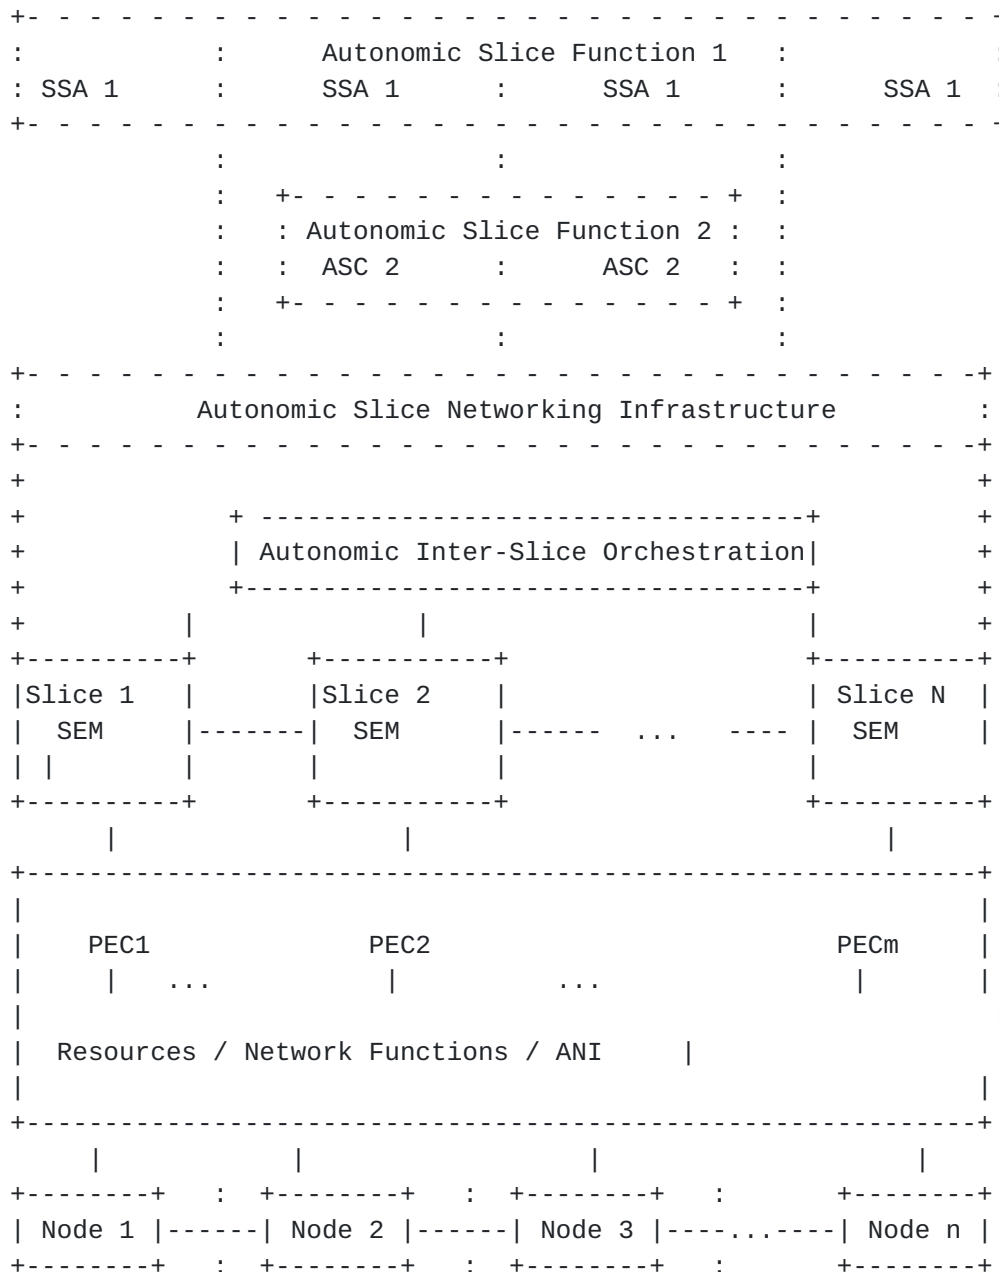 Autonomic Slice Function 1
SSA 1 SSA 1 SSA 1 SSA 1
Autonomic Slice Function 2
ASC 2 ASC 2
Autonomic Slice Networking Infrastructure
Autonomic Inter-Slice Orchestration
Slice 1 Slice 2 Slice N
SEM SEM ... SEM
PEC1 PEC2 PECm
... ...
Resources / Network Functions / ANI
Node 1 Node 2 Node 3 ... Node n